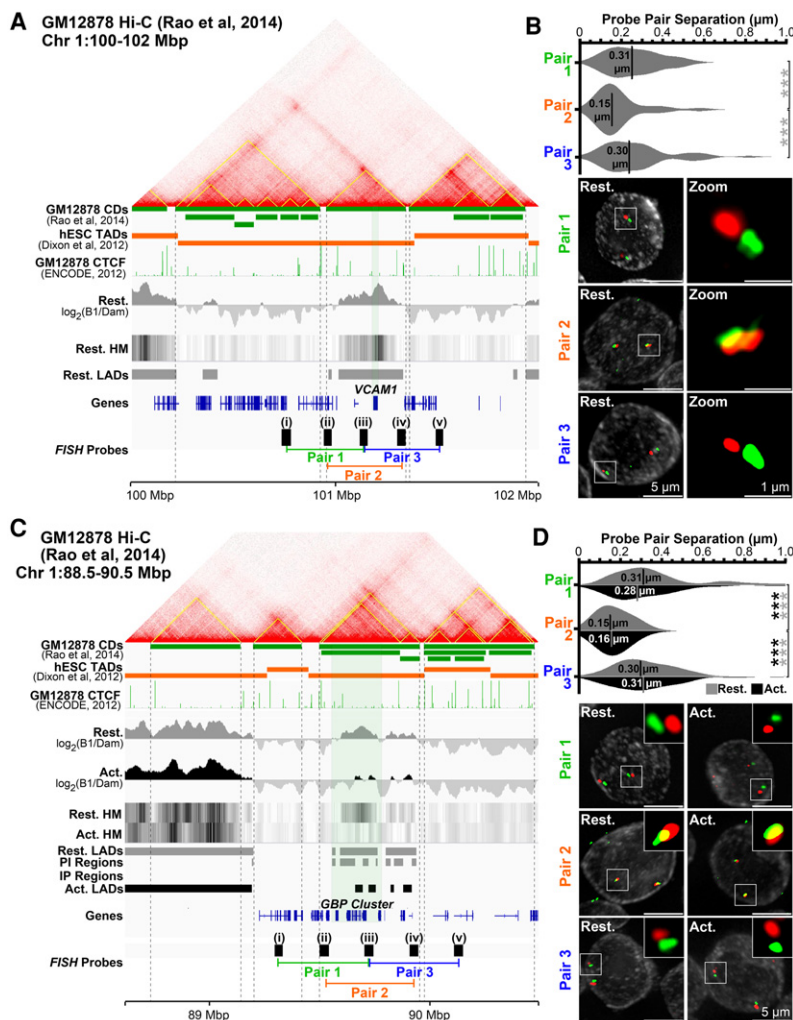 A
GM12878 Hi-C (Rao et al, 2014)
Chr 1:100-102 Mbp
GM12878 CDs
(Rao et al, 2014)
hESC TADs
(Dixon et al, 2012)
GM12878 CTCF
(ENCODE, 2012)
Rest.
log2(B1/Dam)
Rest. HM
Rest. LADs
VCAM1
Genes
(i) (ii) (iii) (iv) (v)
FISH Probes
Pair 1 Pair 3
Pair 2
100 Mbp 101 Mbp 102 Mbp
B
Probe Pair Separation (µm)
0 0.2 0.4 0.6 0.8 1.0
Pair 1
0.31 µm
***
Pair 2
0.15 µm
***
Pair 3
0.30 µm
Pair 1
Rest. Zoom
Pair 2
Rest. Zoom
Pair 3
Rest. Zoom
5 µm 1 µm
C
GM12878 Hi-C
(Rao et al, 2014)
Chr 1:88.5-90.5 Mbp
GM12878 CDs
(Rao et al, 2014)
hESC TADs
(Dixon et al, 2012)
GM12878 CTCF
(ENCODE, 2012)
Rest.
log2(B1/Dam)
Act.
log2(B1/Dam)
Rest. HM
Act. HM
Rest. LADs
PI Regions
IP Regions
Act. LADs
GBP Cluster
Genes
(i) (ii) (iii) (iv) (v)
FISH Probes
Pair 1 Pair 3
Pair 2
89 Mbp 90 Mbp
D
Probe Pair Separation (µm)
0 0.2 0.4 0.6 0.8 1.0
Pair 1
0.31 µm
0.28 µm
*** ***
Pair 2
0.15 µm
0.16 µm
*** ***
Pair 3
0.30 µm
0.31 µm
Rest. Act.
Pair 1
Rest. Act.
Pair 2
Rest. Act.
Pair 3
Rest. Act.
5 µm